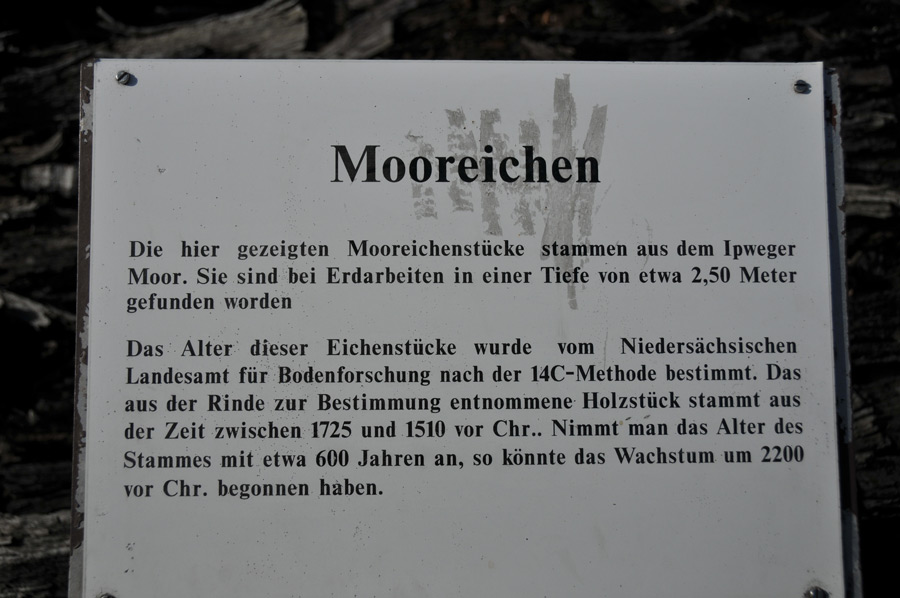 Mooreichen
Die hier gezeigten Mooreichenstücke stammen aus dem Ipweger
Moor. Sie sind bei Erdarbeiten in einer Tiefe von etwa 2,50 Meter
gefunden worden
Das Alter dieser Eichenstücke wurde vom Niedersächsischen
Landesamt für Bodenforschung nach der 14C-Methode bestimmt. Das
aus der Rinde zur Bestimmung entnommene Holzstück stammt aus
der Zeit zwischen 1725 und 1510 vor Chr.. Nimmt man das Alter des
Stammes mit etwa 600 Jahren an, so könnte das Wachstum um 2200
vor Chr. begonnen haben.